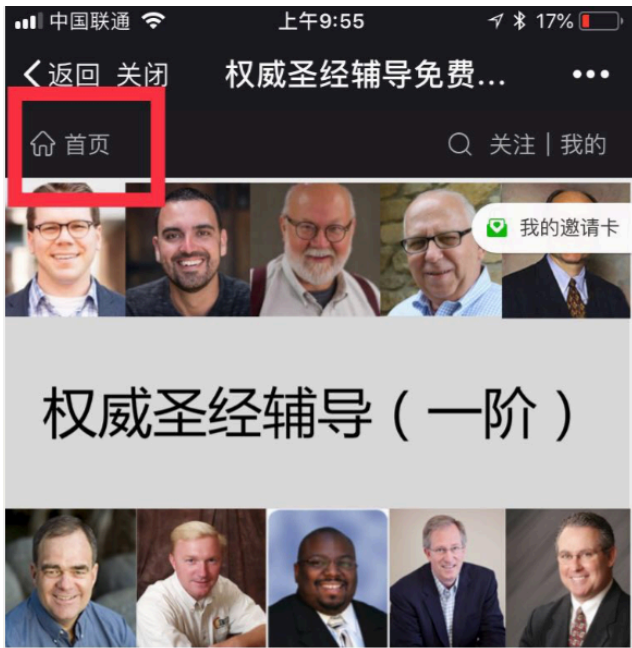 中国联通 上午9:55 17%
返回 关闭 权威圣经辅导免费...
首页 关注 | 我的
我的邀请卡
权威圣经辅导（一阶）